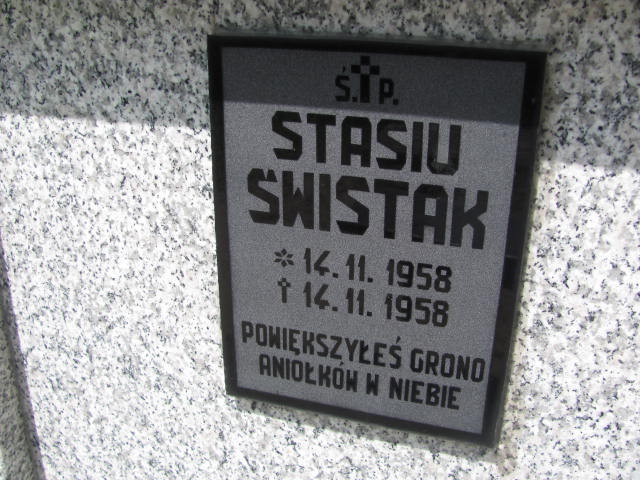 Ś.P.
STASIU
ŚWISTAK
* 14.11.1958
† 14.11.1958
POWIĘKSZYŁEŚ GRONO
ANIOŁKÓW W NIEBIE